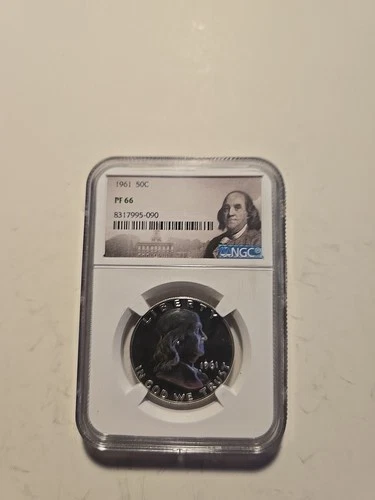 1961 50C
PF 66
8317995-090
NGC
LIBERTY
1961
IN GOD WE TRUST